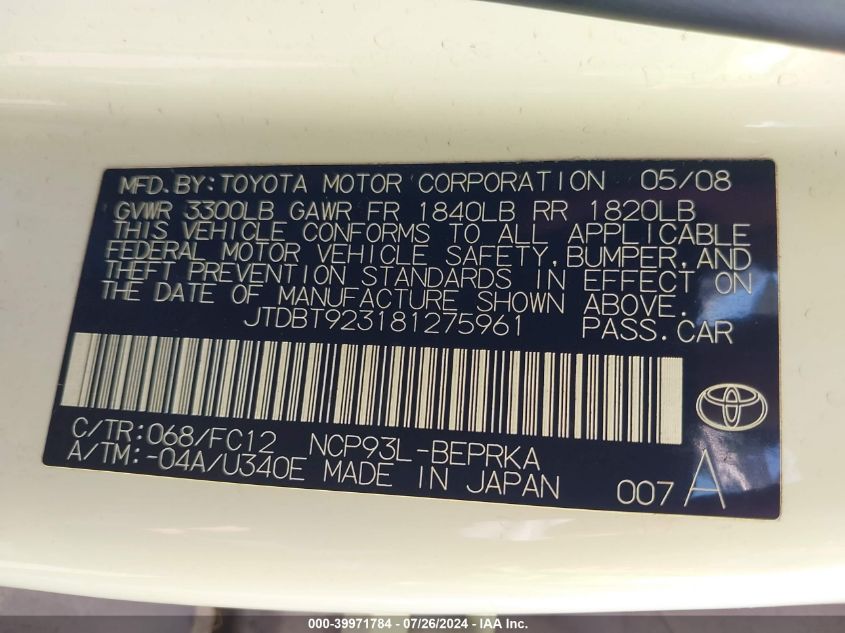 MFD.BY:TOYOTA MOTOR CORPORATION 05/08
GVWR 3300LB GAWR FR 1840LB RR 1820LB
THIS VEHICLE CONFORMS TO ALL APPLICABLE
FEDERAL MOTOR VEHICLE SAFETY,BUMPER,AND
THEFT PREVENTION STANDARDS IN EFFECT ON
THE DATE OF MANUFACTURE SHOWN ABOVE.
JTDBT923181275961 PASS.CAR
C/TR:068/FC12 NCP93L-BEPRKA
A/TM:-04A/U340E MADE IN JAPAN 007A
000-39971784 - 07/26/2024 - IAA Inc.